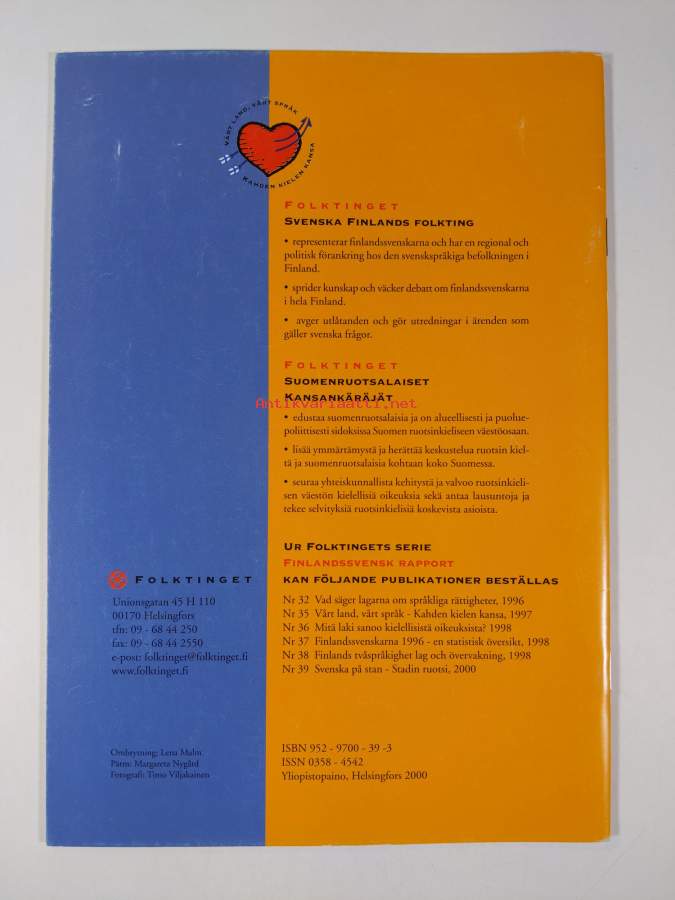 VÅRT LAND, VÅRT SPRÅK
KAHDEN KIELEN KANSA
FOLKTINGET
SVENSKA FINLANDS FOLKTING
• representerar finlandssvenskarna och har en regional och
politisk förankring hos den svenskspråkiga befolkningen i
Finland.
• sprider kunskap och väcker debatt om finlandssvenskarna
i hela Finland.
• avger utlåtanden och gör utredningar i ärenden som
gäller svenska frågor.
FOLKTINGET
SUOMENRUOTSALAISET
KANSANKÄRÄJÄT
Antikvariaatti.net
• edustaa suomenruotsalaisia ja on alueellisesti ja puolue-
poliittisesti sidoksissa Suomen ruotsinkieliseen väestöosaan.
• lisää ymmärtämystä ja herättää keskustelua ruotsin kiel-
tä ja suomenruotsalaisia kohtaan koko Suomessa.
• seuraa yhteiskunnallista kehitystä ja valvoo ruotsinkieli-
sen väestön kielellisiä oikeuksia sekä antaa lausuntoja ja
tekee selvityksiä ruotsinkielisiä koskevista asioista.
UR FOLKTINGETS SERIE
FINLANDSSVENSK RAPPORT
KAN FÖLJANDE PUBLIKATIONER BESTÄLLAS
Nr 32 Vad säger lagarna om språkliga rättigheter, 1996
Nr 35 Vårt land, vårt språk - Kahden kielen kansa, 1997
Nr 36 Mitä laki sanoo kielellisistä oikeuksista? 1998
Nr 37 Finlandssvenskarna 1996 - en statistisk översikt, 1998
Nr 38 Finlands tvåspråkighet lag och övervakning, 1998
Nr 39 Svenska på stan - Stadin ruotsi, 2000
FOLKTINGET
Unionsgatan 45 H 110
00170 Helsingfors
tfn: 09 - 68 44 250
fax: 09 - 68 44 2550
e-post: folktinget@folktinget.fi
www.folktinget.fi
Ombrytning: Lena Malm
Pärm: Margareta Nygård
Fotografi: Timo Viljakainen
ISBN 952 - 9700 - 39 -3
ISSN 0358 - 4542
Yliopistopaino, Helsingfors 2000